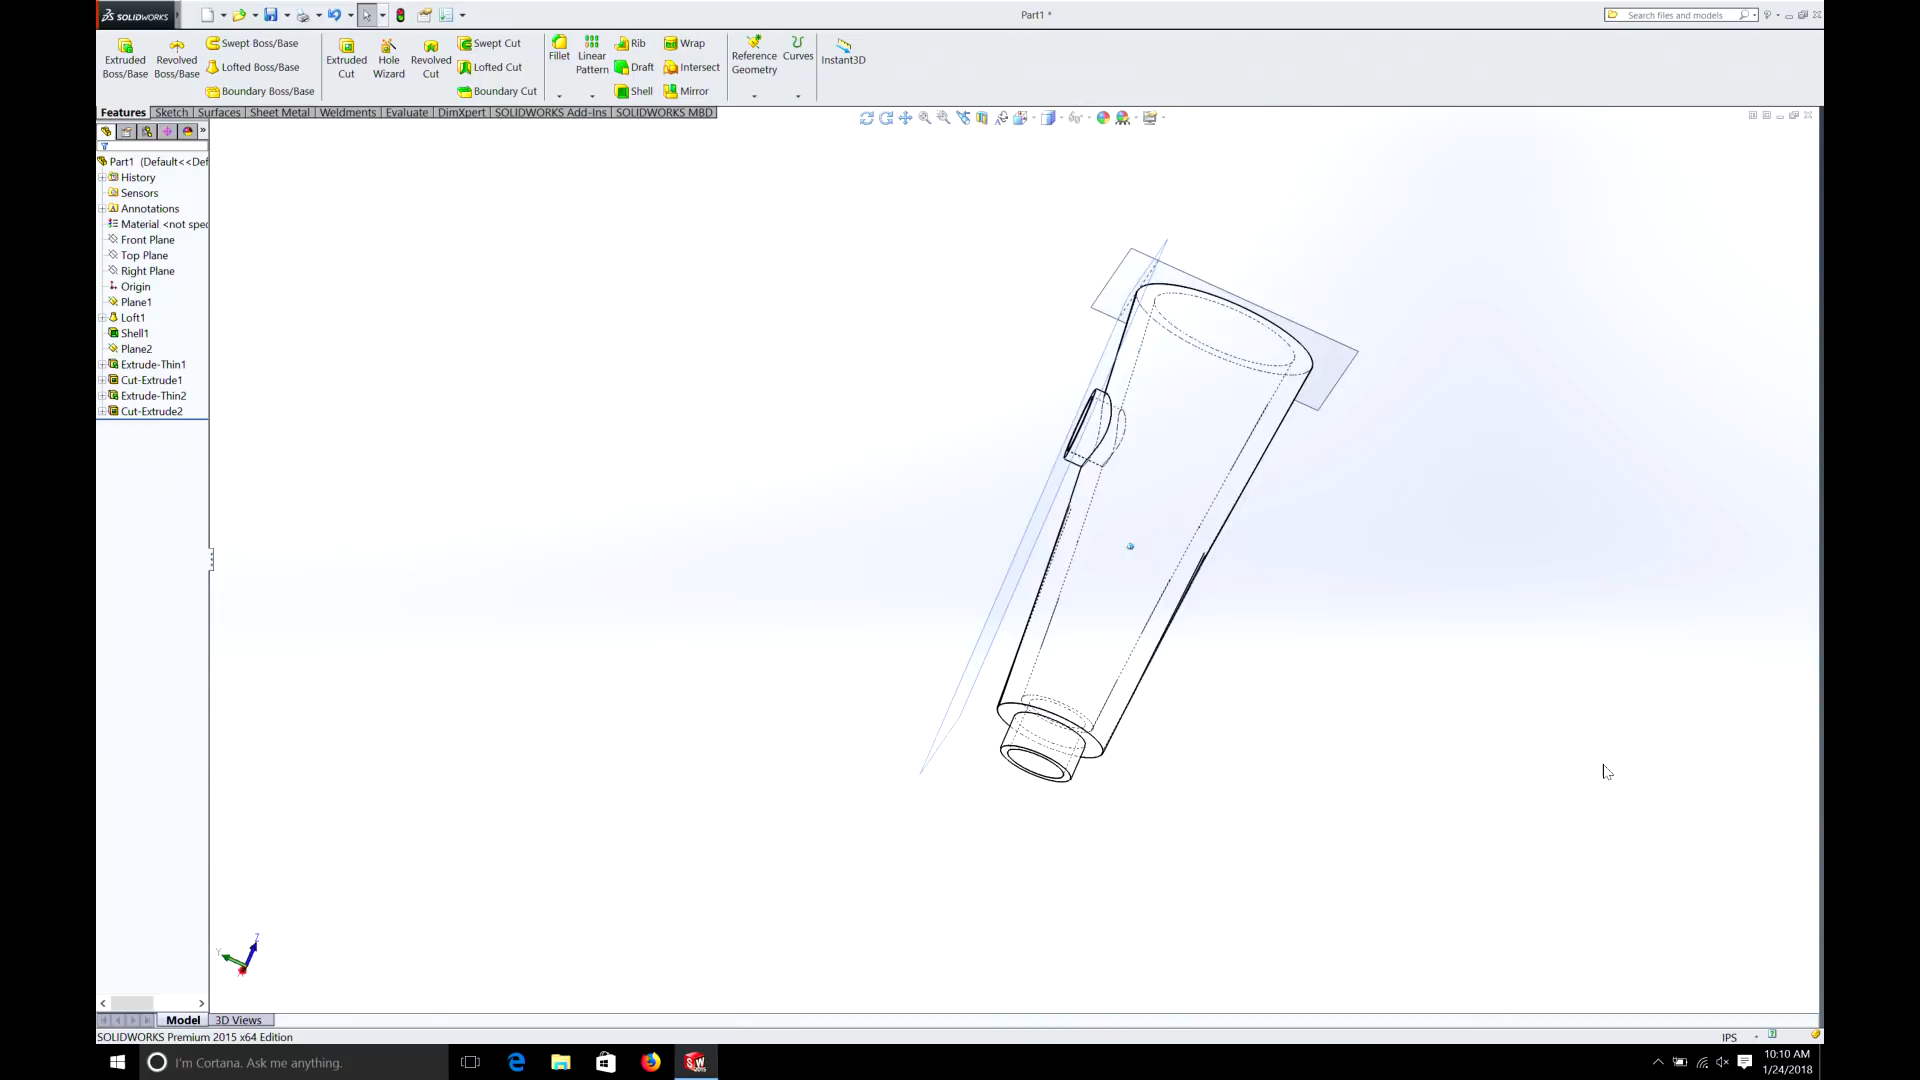 SOLIDWORKS
Part1 *
Search files and models
Extruded Boss/Base
Revolved Boss/Base
Swept Boss/Base
Lofted Boss/Base
Boundary Boss/Base
Extruded Cut
Hole Wizard
Revolved Cut
Swept Cut
Lofted Cut
Boundary Cut
Fillet
Linear Pattern
Rib
Draft
Shell
Wrap
Intersect
Mirror
Reference Geometry
Curves
Instant3D
Features Sketch Surfaces Sheet Metal Weldments Evaluate DimXpert SOLIDWORKS Add-Ins SOLIDWORKS MBD
Part1 (Default<<Def
History
Sensors
Annotations
Material <not spec
Front Plane
Top Plane
Right Plane
Origin
Plane1
Loft1
Shell1
Plane2
Extrude-Thin1
Cut-Extrude1
Extrude-Thin2
Cut-Extrude2
Z
Y
Model 3D Views
SOLIDWORKS Premium 2015 x64 Edition
IPS
I'm Cortana. Ask me anything.
10:10 AM
1/24/2018